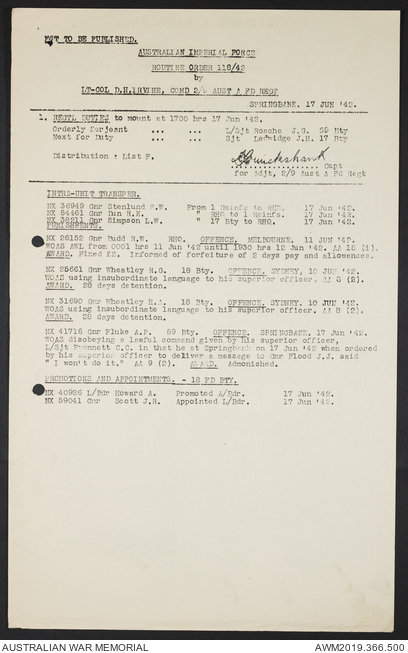 NOT TO BE PUBLISHED.
AUSTRALIAN IMPERIAL FORCE
ROUTINE ORDER 118/42
by
LT-COL D.H. IRVINE, COMD 2/9 AUST A FD REGT
SPRINGBANK. 17 JUN '42.
1. REGTL DUTIES to mount at 1700 hrs 17 Jun '42.
Orderly Serjeant ... ... L/Sjt Rosche J.G. 59 Bty
Next for Duty ... ... Sjt Ledwidge J.H. 17 Bty
Distribution : List F.
Capt
for Adjt, 2/9 Aust A Fd Regt
INTRA-UNIT TRANSFER.
NX 36949 Gnr Stenlund F.W. From 1 Reinfs to RHQ. 17 Jun '42.
NX 54461 Gnr Dun R.K. " RHQ to 1 Reinfs. 17 Jun '42.
NX 38211 Gnr Simpson L.W. " 17 Bty to RHQ. 17 Jun '42.
PUNISHMENTS.
NX 26152 Gnr Budd R.W. RHQ. OFFENCE. MELBOURNE. 11 JUN '42.
WOAS AWL from 0001 hrs 11 Jun '42 until 1930 hrs 12 Jun '42. AA 15 (1).
AWARD. Fined £2. Informed of forfeiture of 2 days pay and allowances.
NX 25601 Gnr Wheatley R.G. 18 Bty. OFFENCE. SYDNEY, 10 JUN '42.
WOAS using insubordinate language to his superior officer. AA 8 (2).
AWARD. 28 days detention.
NX 31690 Gnr Wheatley R.A. 18 Bty. OFFENCE. SYDNEY. 10 JUN '42.
WOAS using insubordinate language to his superior officer. AA 8 (2).
AWARD. 28 days detention.
NX 41716 Gnr Fluke A.P. 59 Bty. OFFENCE. SPRINGBANK. 17 JUN '42.
WOAS disobeying a lawful command given by his superior officer,
L/Sjt C.C. in that he at Springbank on 17 Jun '42 when ordered
by his superior officer to deliver a message to Gnr Flood J.J. said
" I won't do it." AA 9 (2). AWARD. Admonished.
PROMOTIONS AND APPOINTMENTS. - 18 FD BTY.
NX 40926 L/Bdr Howard A. Promoted A/Bdr. 17 Jun '42.
NX 59041 Gnr Scott J.R. Appointed L/Bdr. 17 Jun '42.
AUSTRALIAN WAR MEMORIAL
AWM2019.366.500